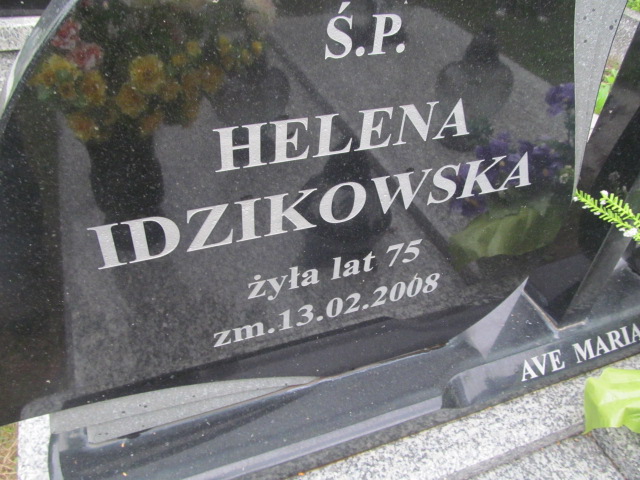 Ś.P.
HELENA
IDZIKOWSKA
żyła lat 75
zm.13.02.2008
AVE MARIA